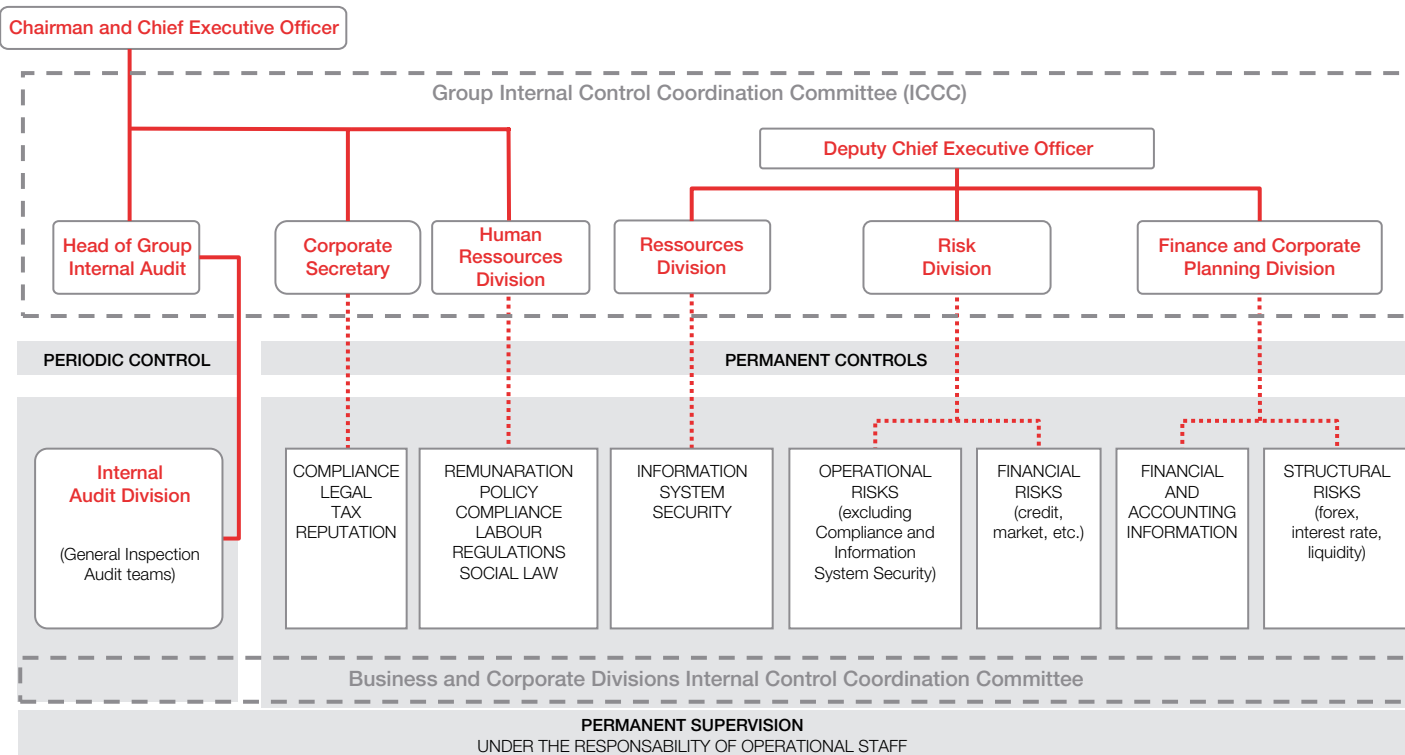 Chairman and Chief Executive Officer
Group Internal Control Coordination Committee (ICCC)
Deputy Chief Executive Officer
Head of Group
Internal Audit
Corporate
Secretary
Human
Ressources
Division
Ressources
Division
Risk
Division
Finance and Corporate
Planning Division
PERIODIC CONTROL
PERMANENT CONTROLS
Internal
Audit Division
(General Inspection
Audit teams)
COMPLIANCE
LEGAL
TAX
REPUTATION
REMUNARATION
POLICY
COMPLIANCE
LABOUR
REGULATIONS
SOCIAL LAW
INFORMATION
SYSTEM
SECURITY
OPERATIONAL
RISKS
(excluding
Compliance and
Information
System Security)
FINANCIAL
RISKS
(credit,
market, etc.)
FINANCIAL
AND
ACCOUNTING
INFORMATION
STRUCTURAL
RISKS
(forex,
interest rate,
liquidity)
Business and Corporate Divisions Internal Control Coordination Committee
PERMANENT SUPERVISION
UNDER THE RESPONSABILITY OF OPERATIONAL STAFF